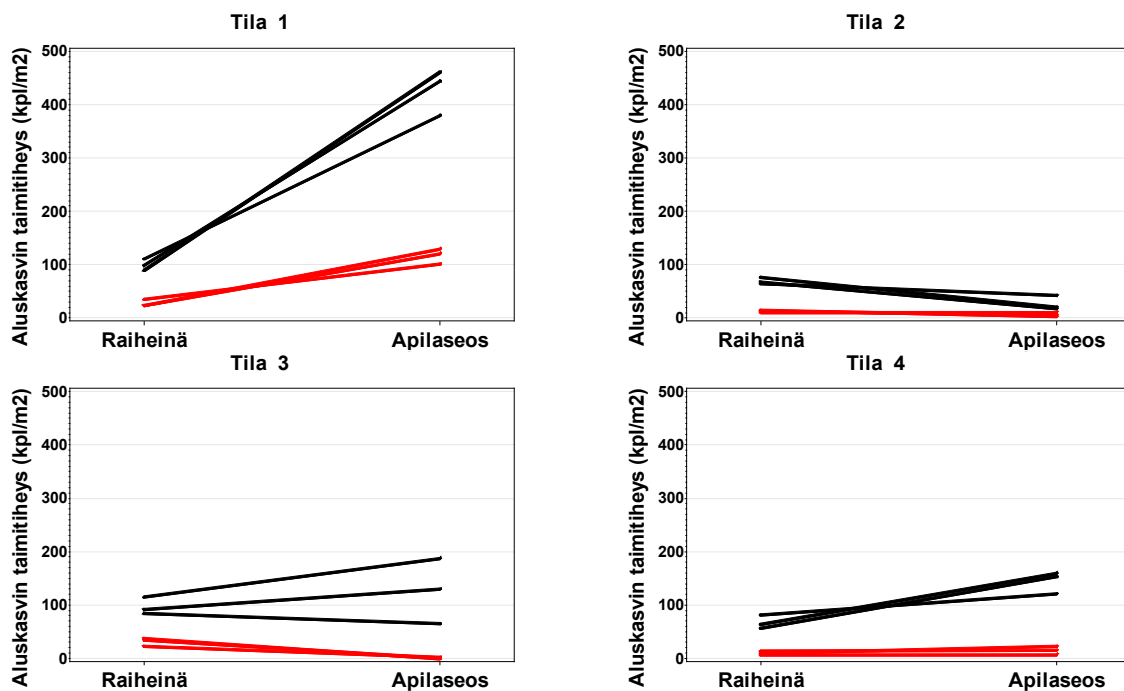 Tila 1
Aluskasvin taimitiheys (kpl/m2)
500
400
300
200
100
0
Raiheinä Apilaseos
Tila 2
Aluskasvin taimitiheys (kpl/m2)
500
400
300
200
100
0
Raiheinä Apilaseos
Tila 3
Aluskasvin taimitiheys (kpl/m2)
500
400
300
200
100
0
Raiheinä Apilaseos
Tila 4
Aluskasvin taimitiheys (kpl/m2)
500
400
300
200
100
0
Raiheinä Apilaseos